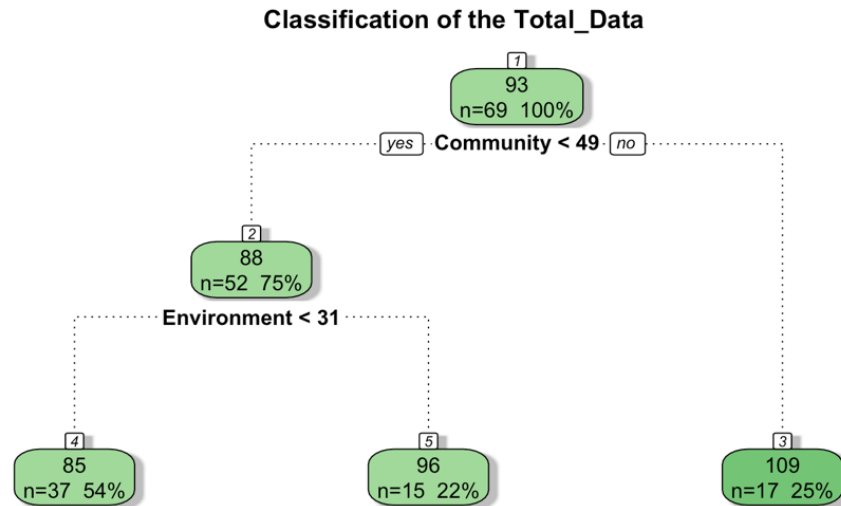 Classification of the Total_Data
1
93
n=69 100%
yes Community < 49 no
2
88
n=52 75%
Environment < 31
4
85
n=37 54%
5
96
n=15 22%
3
109
n=17 25%